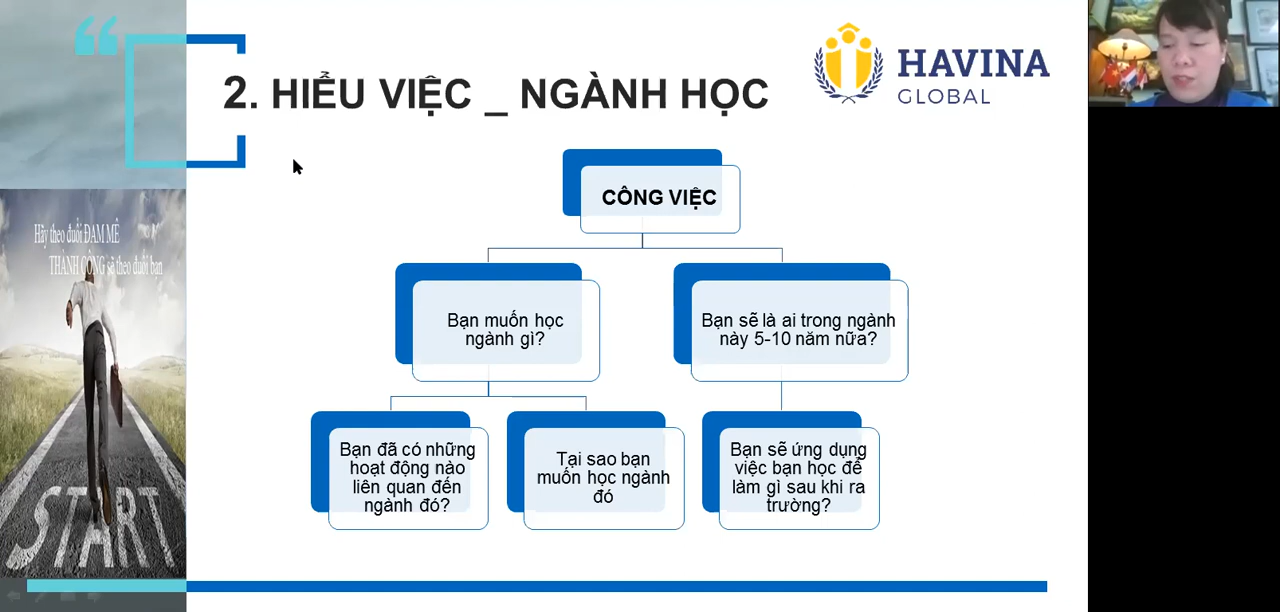 2. HIỂU VIỆC _ NGÀNH HỌC
HAVINA
GLOBAL
Hãy theo đuổi ĐAM MÊ
THÀNH CÔNG sẽ theo đuổi bạn
START
CÔNG VIỆC
Bạn muốn học
ngành gì?
Bạn sẽ là ai trong ngành
này 5-10 năm nữa?
Bạn đã có những
hoạt động nào
liên quan đến
ngành đó?
Tại sao bạn
muốn học ngành
đó
Bạn sẽ ứng dụng
việc bạn học để
làm gì sau khi ra
trường?